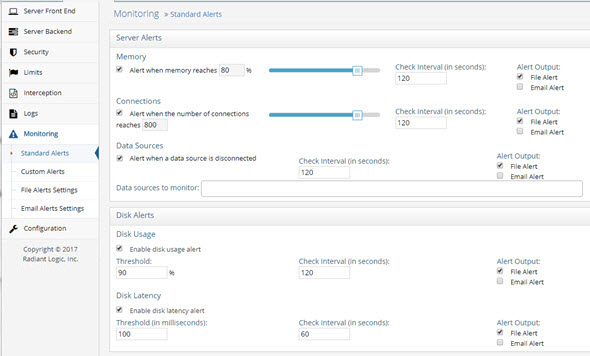 Server Front End
Server Backend
Security
Limits
Interception
Logs
Monitoring
Standard Alerts
Custom Alerts
File Alerts Settings
Email Alerts Settings
Configuration
Copyright © 2017
Radiant Logic, Inc.
Monitoring » Standard Alerts
Server Alerts
Memory
Alert when memory reaches 80 %
Check Interval (in seconds):
120
Alert Output:
File Alert
Email Alert
Connections
Alert when the number of connections
reaches 800
Check Interval (in seconds):
120
Alert Output:
File Alert
Email Alert
Data Sources
Alert when a data source is disconnected
Check Interval (in seconds):
120
Alert Output:
File Alert
Email Alert
Data sources to monitor:
Disk Alerts
Disk Usage
Enable disk usage alert
Threshold:
90 %
Check Interval (in seconds):
120
Alert Output:
File Alert
Email Alert
Disk Latency
Enable disk latency alert
Threshold (in milliseconds):
100
Check Interval (in seconds):
60
Alert Output:
File Alert
Email Alert